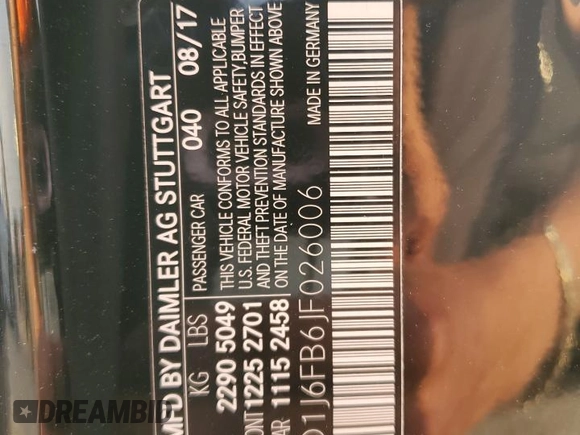 MFD BY DAIMLER AG STUTTGART
KG LBS PASSENGER CAR 040 08/17
2290 5049 THIS VEHICLE CONFORMS TO ALL APPLICABLE
U.S. FEDERAL MOTOR VEHICLE SAFETY,BUMPER
1225 2701 AND THEFT PREVENTION STANDARDS IN EFFECT
1115 2458 ON THE DATE OF MANUFACTURE SHOWN ABOVE
MADE IN GERMANY
1J6FB6JF026006
DREAMBID